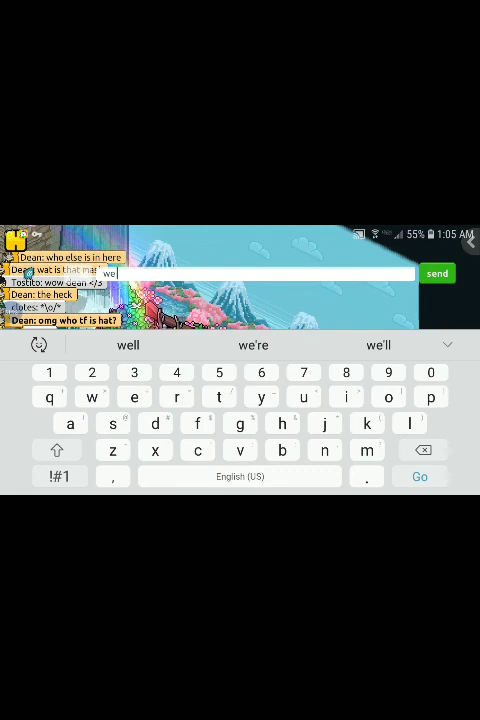 55% 1:05 AM
Dean: who else is in here
Dean: wat is that mas
Tostito: wow dean </3
Dean: the heck
clotes: *\o/*
Dean: omg who tf is hat?
we
send
well we're we'll
1 2 3 4 5 6 7 8 9 0
q w e r t y u i o p
a s d f g h j k l
z x c v b n m
!#1 , English (US) . Go